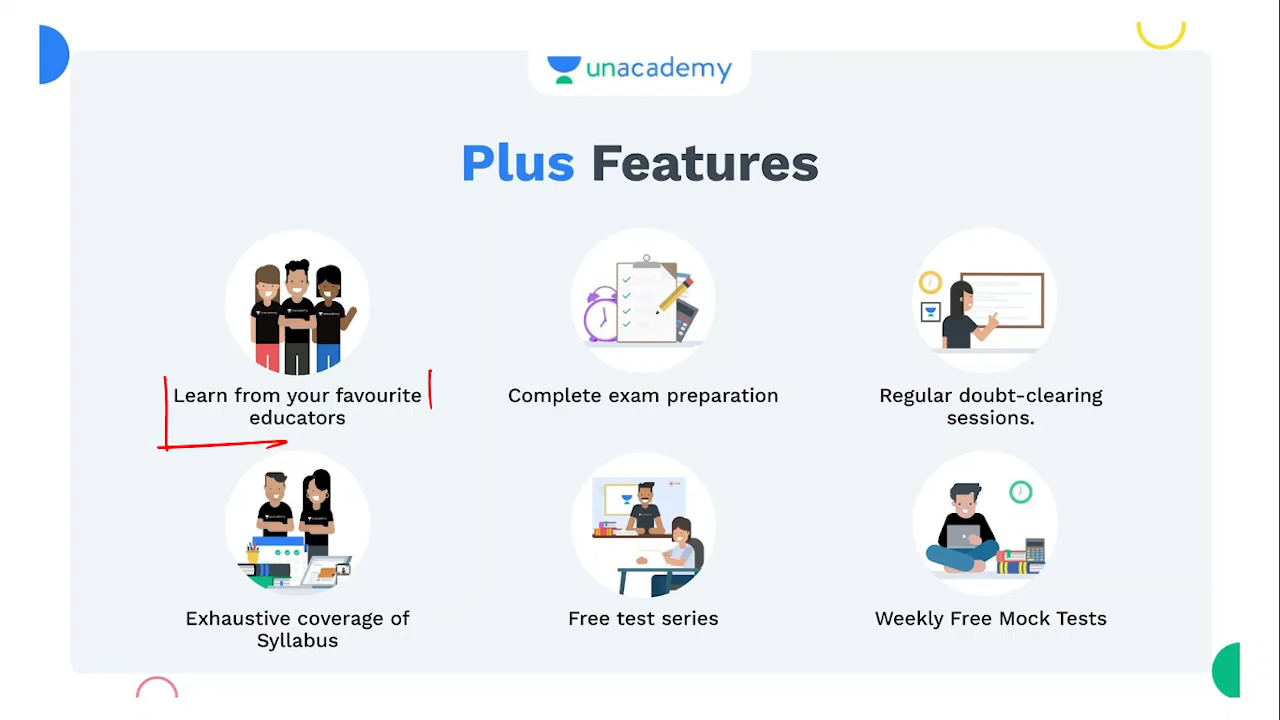 unacademy
Plus Features
Learn from your favourite
educators
Complete exam preparation
Regular doubt-clearing
sessions.
Exhaustive coverage of
Syllabus
Free test series
Weekly Free Mock Tests